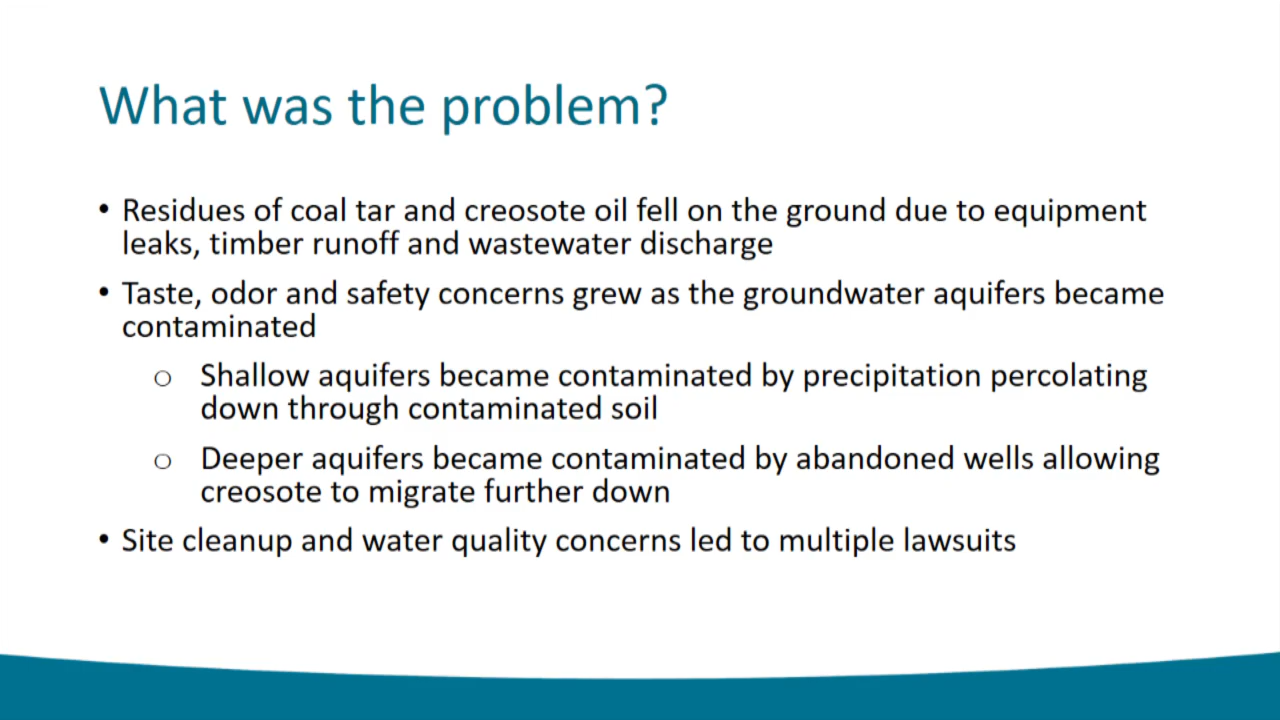 What was the problem?
• Residues of coal tar and creosote oil fell on the ground due to equipment
leaks, timber runoff and wastewater discharge
• Taste, odor and safety concerns grew as the groundwater aquifers became
contaminated
o Shallow aquifers became contaminated by precipitation percolating
down through contaminated soil
o Deeper aquifers became contaminated by abandoned wells allowing
creosote to migrate further down
• Site cleanup and water quality concerns led to multiple lawsuits